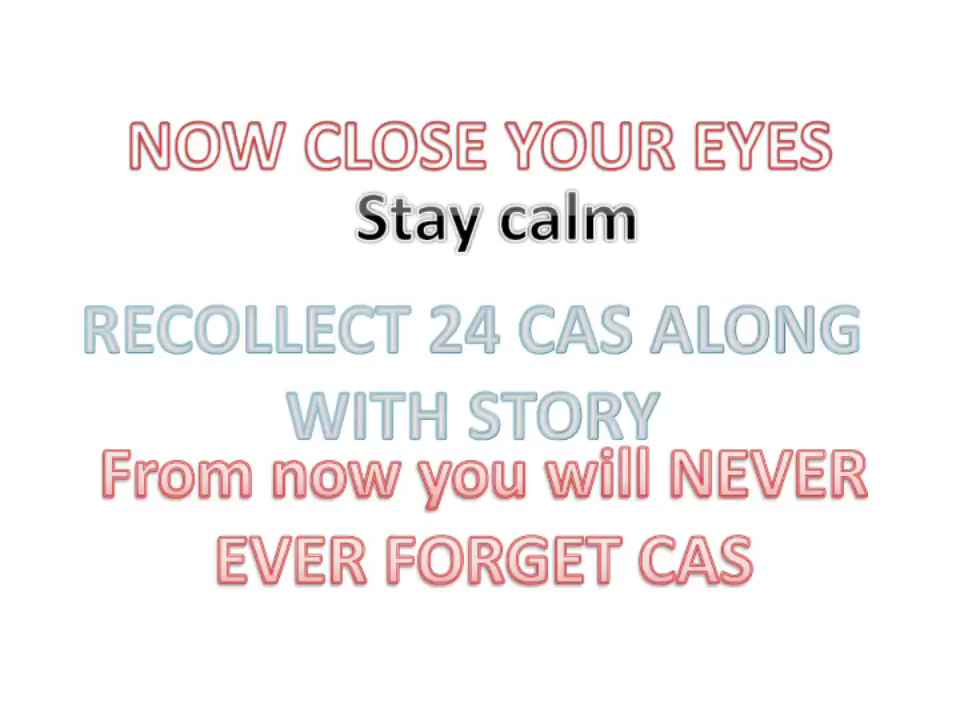 NOW CLOSE YOUR EYES
Stay calm
RECOLLECT 24 CAS ALONG
WITH STORY
From now you will NEVER
EVER FORGET CAS